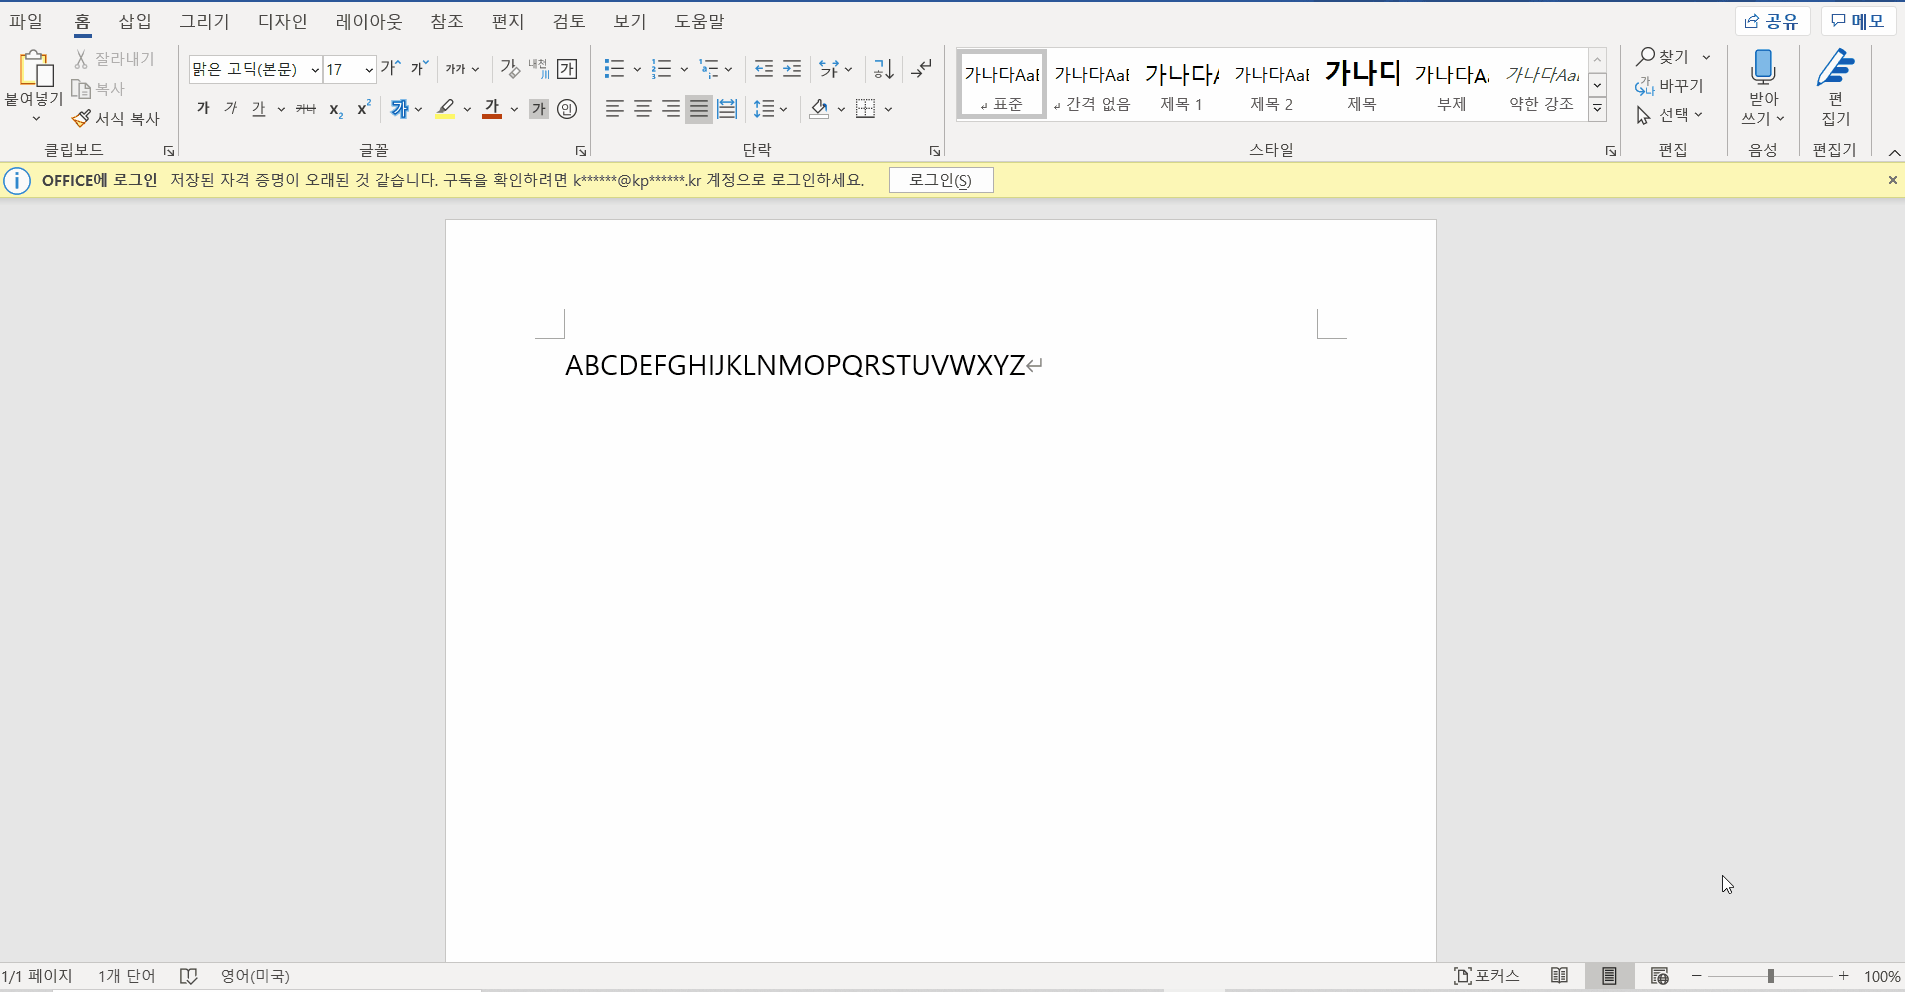 파일 홈 삽입 그리기 디자인 레이아웃 참조 편지 검토 보기 도움말 공유 메모
붙여넣기 잘라내기 복사 서식 복사
클립보드
맑은 고딕(본문) 17
글꼴
단락
가나다AaB 가나다AaB 가나다A 가나다AaB 가나다 가나다A 가나다Aa
표준 간격 없음 제목 1 제목 2 제목 부제 약한 강조
스타일
찾기
바꾸기
선택
편집
받아쓰기
음성
편집기
편집기
OFFICE에 로그인 저장된 자격 증명이 오래된 것 같습니다. 구독을 확인하려면 k******@kp******.kr 계정으로 로그인하세요. 로그인(S)
ABCDEFGHIJKLNMOPQRSTUVWXYZ
1/1 페이지 1개 단어 영어(미국) 포커스 100%